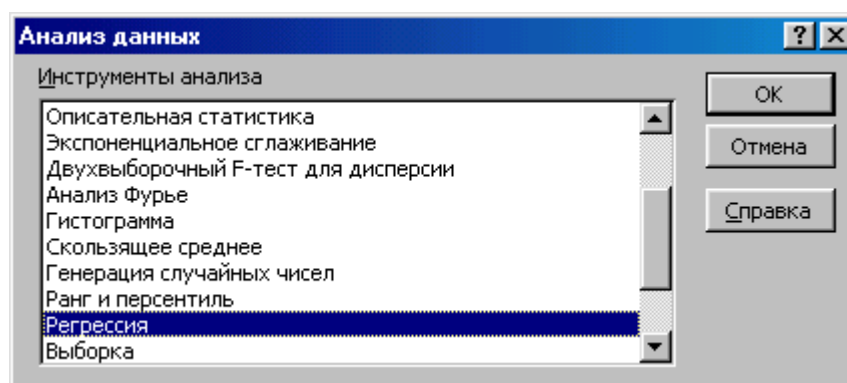 Анализ данных
Инструменты анализа
Описательная статистика
Экспоненциальное сглаживание
Двухвыборочный F-тест для дисперсии
Анализ Фурье
Гистограмма
Скользящее среднее
Генерация случайных чисел
Ранг и персентиль
Регрессия
Выборка
OK
Отмена
Справка